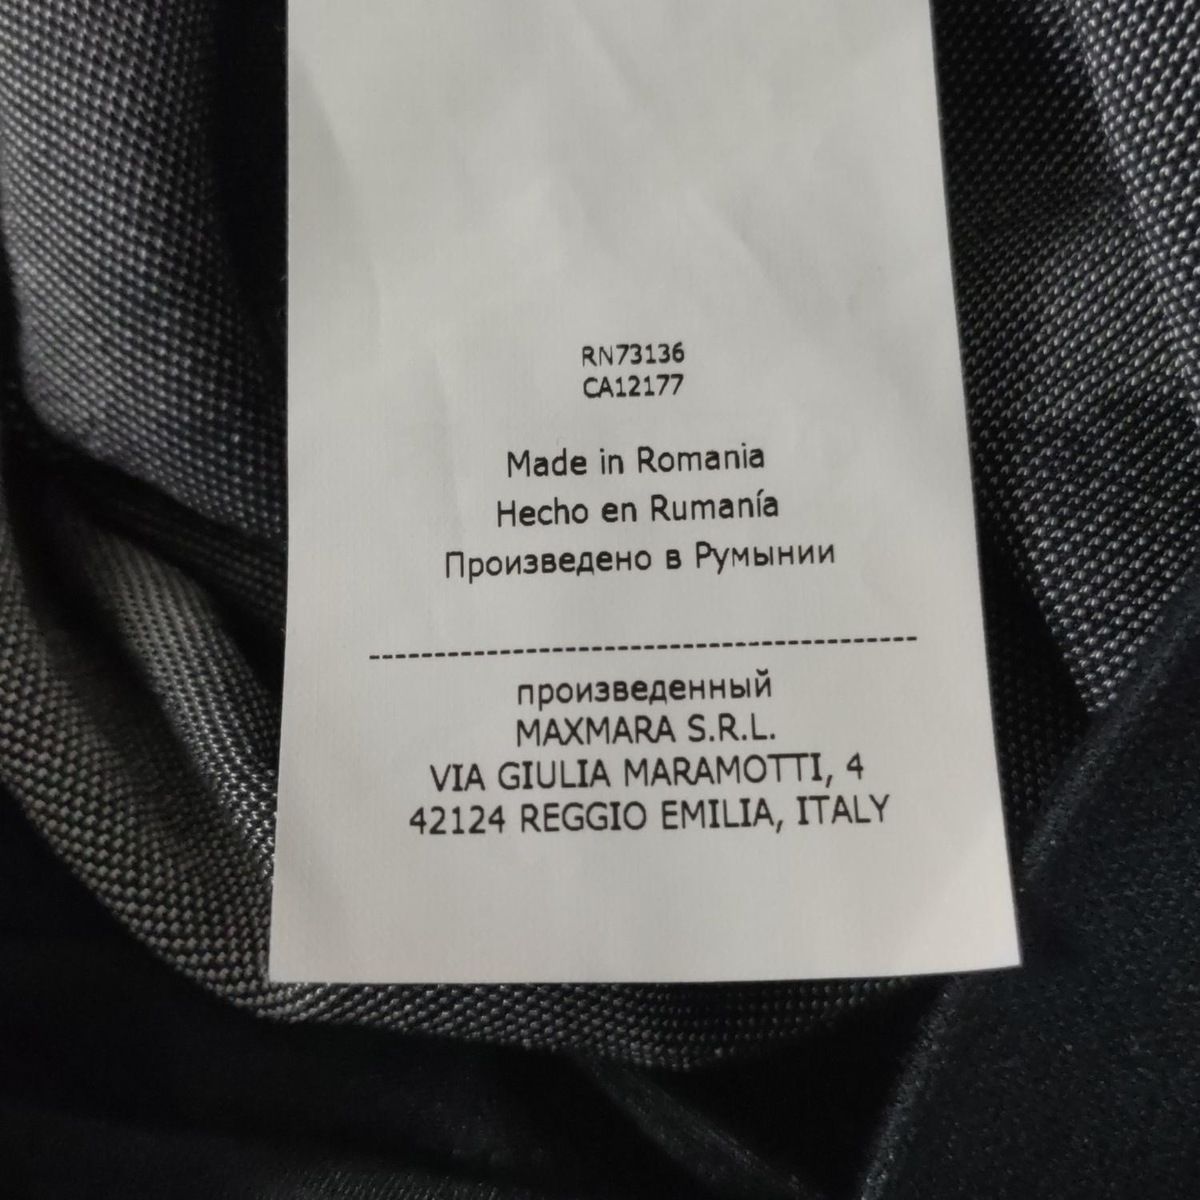 RN73136
CA12177
Made in Romania
Hecho en Rumanía
Произведено в Румынии
----------------------------------------
произведенный
MAXMARA S.R.L.
VIA GIULIA MARAMOTTI, 4
42124 REGGIO EMILIA, ITALY